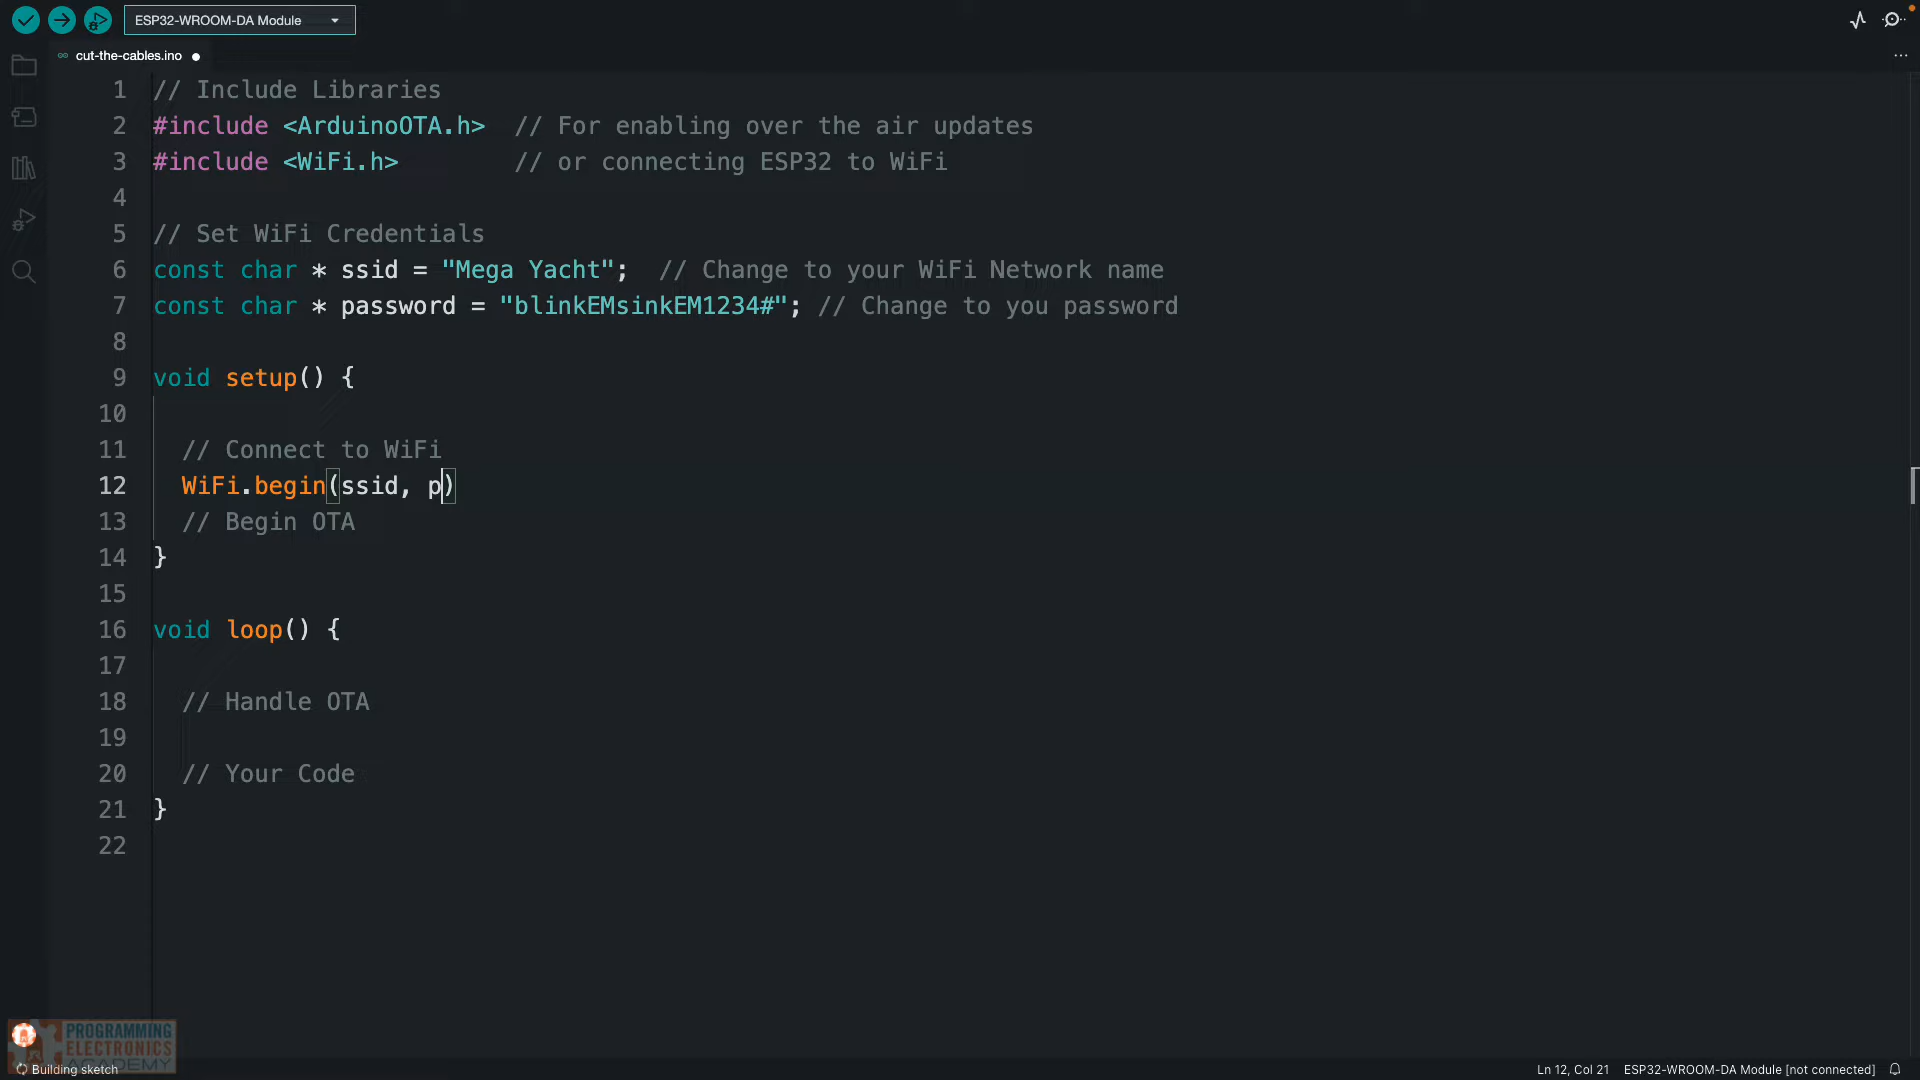 ESP32-WROOM-DA Module
cut-the-cables.ino
1 // Include Libraries
2 #include <ArduinoOTA.h>  // For enabling over the air updates
3 #include <WiFi.h>        // or connecting ESP32 to WiFi
4
5 // Set WiFi Credentials
6 const char * ssid = "Mega Yacht";  // Change to your WiFi Network name
7 const char * password = "blinkEMsinkEM1234#"; // Change to you password
8
9 void setup() {
10
11   // Connect to WiFi
12   WiFi.begin(ssid, p)
13   // Begin OTA
14 }
15
16 void loop() {
17
18   // Handle OTA
19
20   // Your Code
21 }
22
PROGRAMMING
ELECTRONICS
ACADEMY
Building sketch
Ln 12, Col 21 ESP32-WROOM-DA Module [not connected]